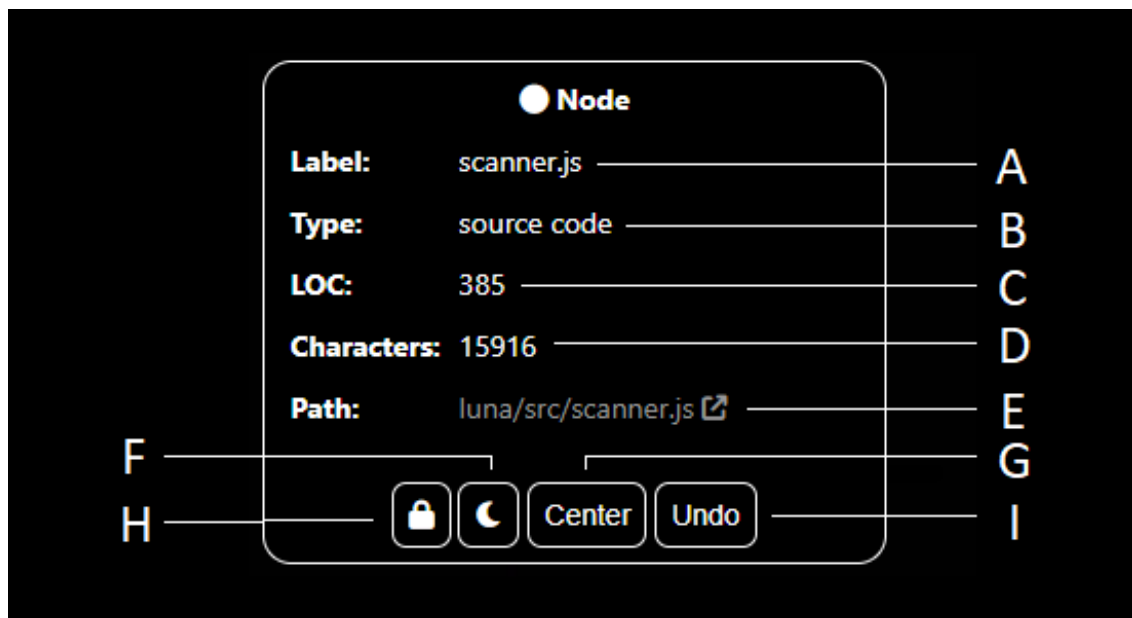 Node
Label: scanner.js A
Type: source code B
LOC: 385 C
Characters: 15916 D
Path: luna/src/scanner.js E
F G
H Center Undo I